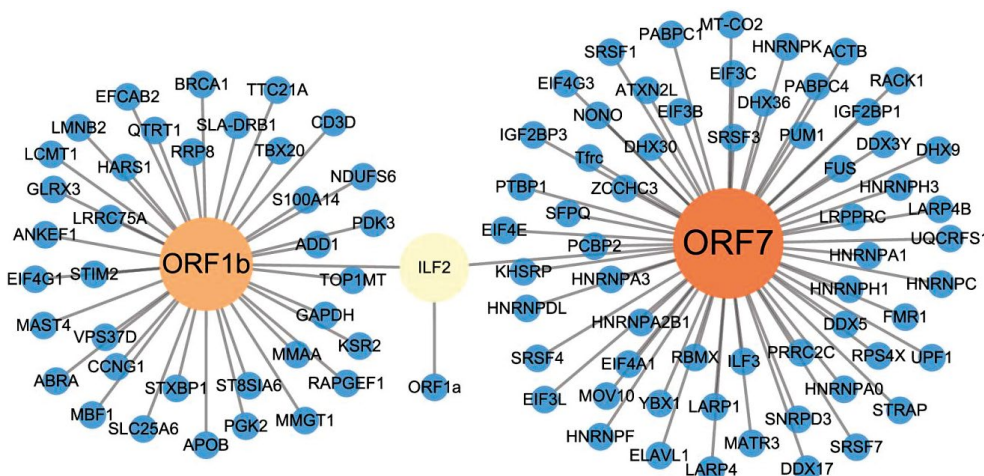 MT-CO2
PABPC1
SRSF1
HNRNPK
ACTB
EIF4G3
ATXN2L
EIF3C
PABPC4
RACK1
BRCA1
TTC21A
EFCAB2
NONO
EIF3B
DHX36
IGF2BP1
LMNB2
QTRT1
SLA-DRB1
CD3D
IGF2BP3
DHX30
SRSF3
PUM1
DDX3Y
DHX9
LCMT1
HARS1
RRP8
TBX20
Tfrc
FUS
GLRX3
NDUFS6
PTBP1
ZCCHC3
HNRNPH3
LRRC75A
S100A14
SFPQ
LRPPRC
LARP4B
ANKEF1
PDK3
EIF4E
ORF7
UQCRFS1
ADD1
PCBP2
HNRNPA1
ORF1b
ILF2
EIF4G1
STIM2
TOP1MT
KHSRP
HNRNPA3
HNRNPH1
HNRNPC
MAST4
GAPDH
HNRNPDL
FMR1
VPS37D
KSR2
HNRNPA2B1
DDX5
CCNG1
MMAA
SRSF4
EIF4A1
RBMX
ILF3
PRRC2C
RPS4X
UPF1
ABRA
STXBP1
ST8SIA6
RAPGEF1
ORF1a
EIF3L
MOV10
YBX1
LARP1
HNRNPA0
STRAP
MBF1
SLC25A6
PGK2
MMGT1
SNRPD3
APOB
HNRNPF
ELAVL1
MATR3
SRSF7
LARP4
DDX17